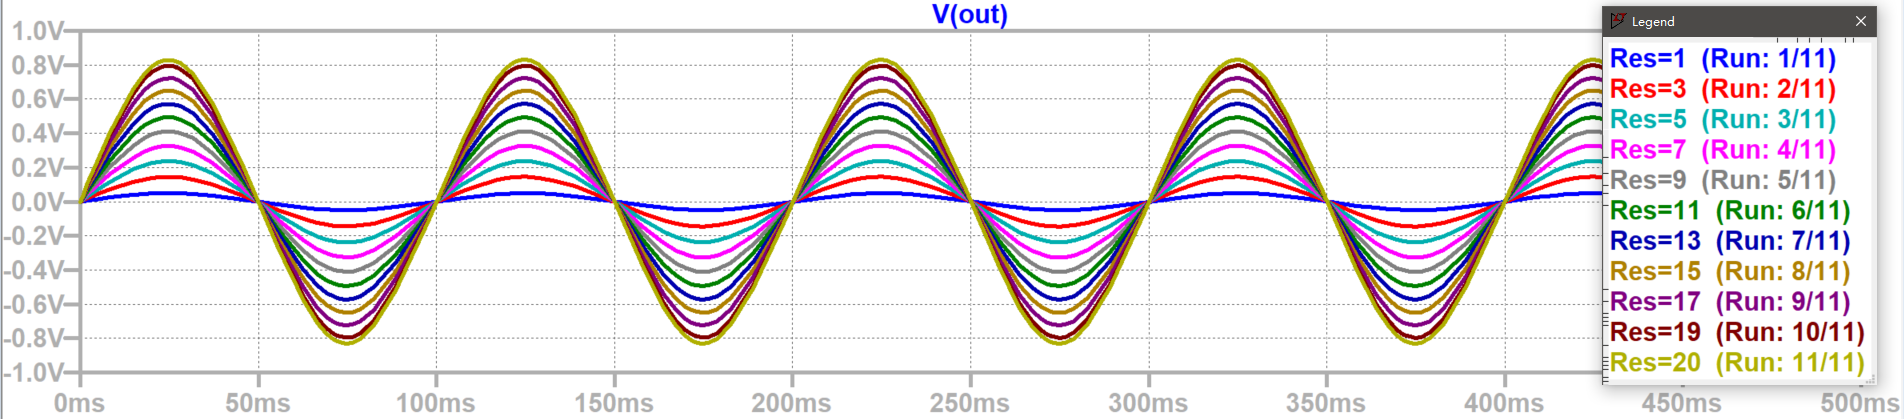 V(out)
1.0V
0.8V
0.6V
0.4V
0.2V
0.0V
-0.2V
-0.4V
-0.6V
-0.8V
-1.0V
0ms 50ms 100ms 150ms 200ms 250ms 300ms 350ms 400ms 450ms 500ms
Legend
Res=1 (Run: 1/11)
Res=3 (Run: 2/11)
Res=5 (Run: 3/11)
Res=7 (Run: 4/11)
Res=9 (Run: 5/11)
Res=11 (Run: 6/11)
Res=13 (Run: 7/11)
Res=15 (Run: 8/11)
Res=17 (Run: 9/11)
Res=19 (Run: 10/11)
Res=20 (Run: 11/11)